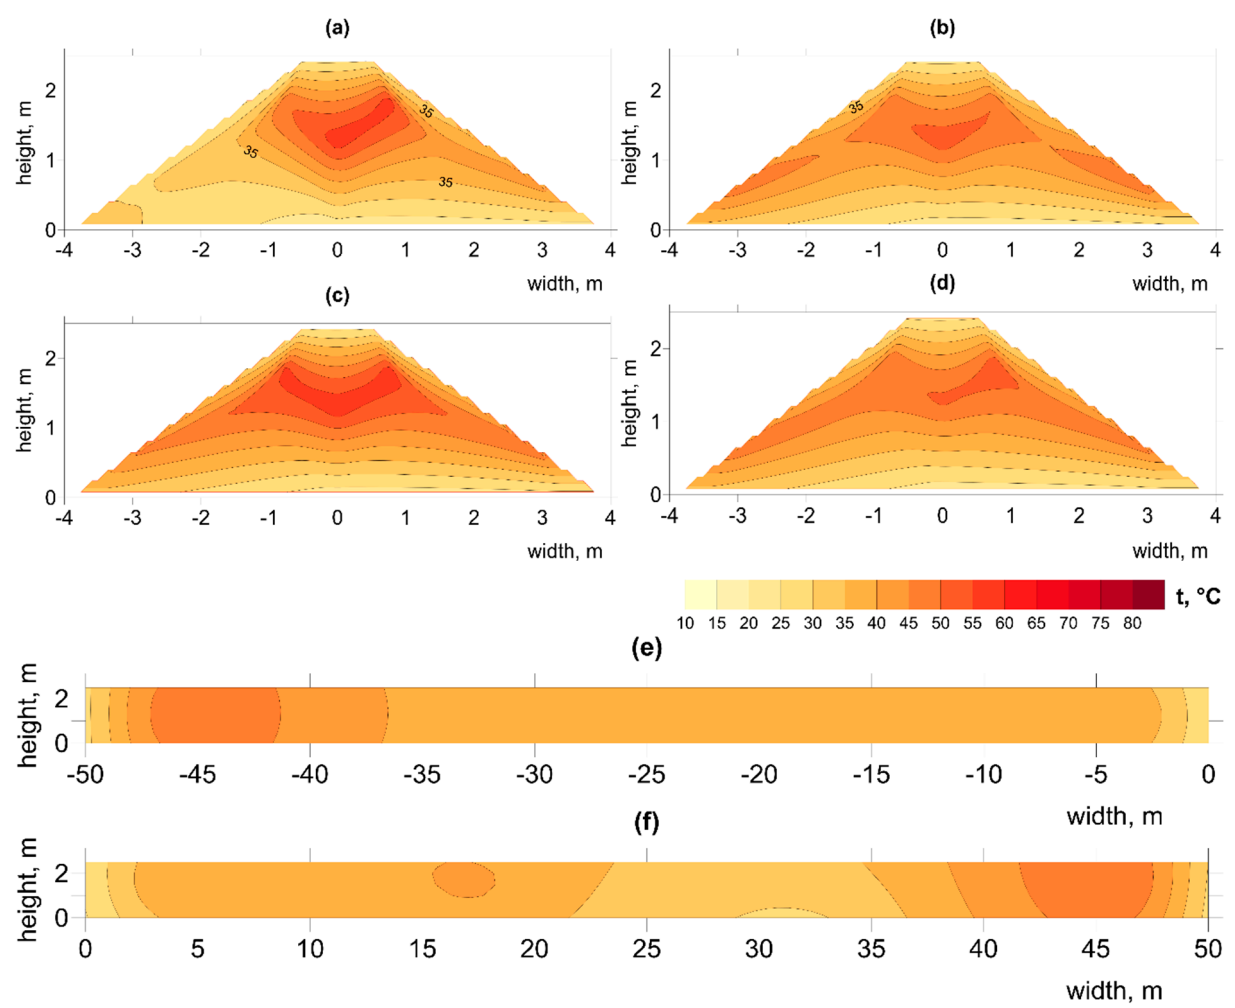 (a)
height, m
2
1
0
35
35
35
-4 -3 -2 -1 0 1 2 3 4
width, m
(b)
height, m
2
1
0
35
-4 -3 -2 -1 0 1 2 3 4
width, m
(c)
height, m
2
1
0
-4 -3 -2 -1 0 1 2 3 4
width, m
(d)
height, m
2
1
0
-4 -3 -2 -1 0 1 2 3 4
width, m
t, °C
10 15 20 25 30 35 40 45 50 55 60 65 70 75 80
(e)
height, m
2
0
-50 -45 -40 -35 -30 -25 -20 -15 -10 -5 0
width, m
(f)
height, m
2
0
0 5 10 15 20 25 30 35 40 45 50
width, m